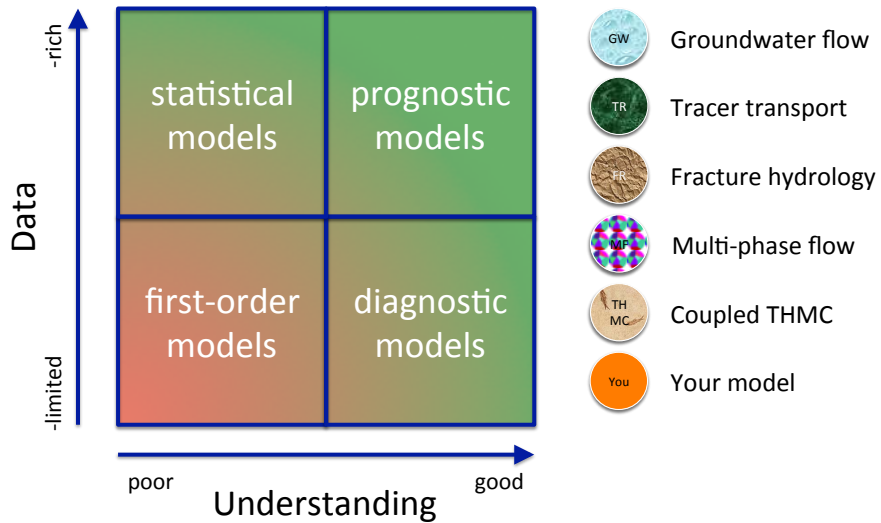 -rich
Data
-limited
statistical
models
prognostic
models
first-order
models
diagnostic
models
poor
good
Understanding
GW
Groundwater flow
TR
Tracer transport
FR
Fracture hydrology
MF
Multi-phase flow
TH
MC
Coupled THMC
You
Your model